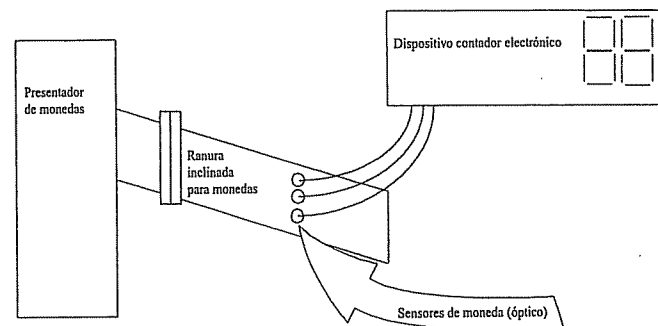 Presentador
de monedas
Ranura
inclinada
para monedas
Dispositivo contador electrónico
Sensores de moneda (óptico)